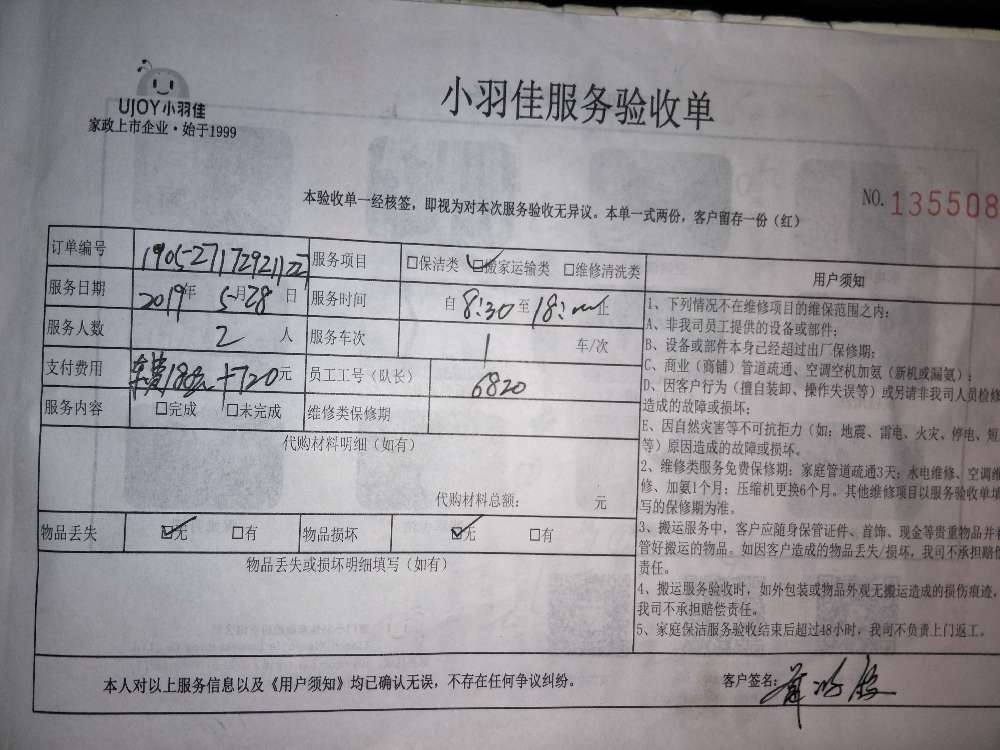 UJOY小羽佳
家政上市企业·始于1999
小羽佳服务验收单
本验收单一经核签，即视为对本次服务验收无异议。本单一式两份，客户留存一份（红）
NO. 135508
订单编号 服务项目 □保洁类 ☑搬家运输类 □维修清洗类
服务日期 2019年 5月28日 服务时间 自8:30至18: 止
服务人数 2 人 服务车次 1 车/次
支付费用 +720元 员工工号（队长） 6820
服务内容 □完成 □未完成 维修类保修期
代购材料明细（如有）
代购材料总额： 元
物品丢失 ☑无 □有 物品损坏 ☑无 □有
物品丢失或损坏明细填写（如有）
用户须知
1、下列情况不在维修项目的维保范围之内：
A、非我司员工提供的设备或部件；
B、设备或部件本身已经超过出厂保修期；
C、商业（商铺）管道疏通、空调空机加氨（新机或漏氨）；
D、因客户行为（擅自装卸、操作失误等）或另请非我司人员检修
造成的故障或损坏；
E、因自然灾害等不可抗拒力（如：地震、雷电、火灾、停电、短
等）原因造成的故障或损坏。
2、维修类服务免费保修期：家庭管道疏通3天；水电维修、空调维
修、加氨1个月；压缩机更换6个月。其他维修项目以服务验收单填
写的保修期为准。
3、搬运服务中，客户应随身保管证件、首饰、现金等贵重物品并
管好搬运的物品。如因客户造成的物品丢失/损坏，我司不承担赔偿
责任。
4、搬运服务验收时，如外包装或物品外观无搬运造成的损伤痕迹，
我司不承担赔偿责任。
5、家庭保洁服务验收结束后超过48小时，我司不负责上门返工。
本人对以上服务信息以及《用户须知》均已确认无误，不存在任何争议纠纷。 客户签名：